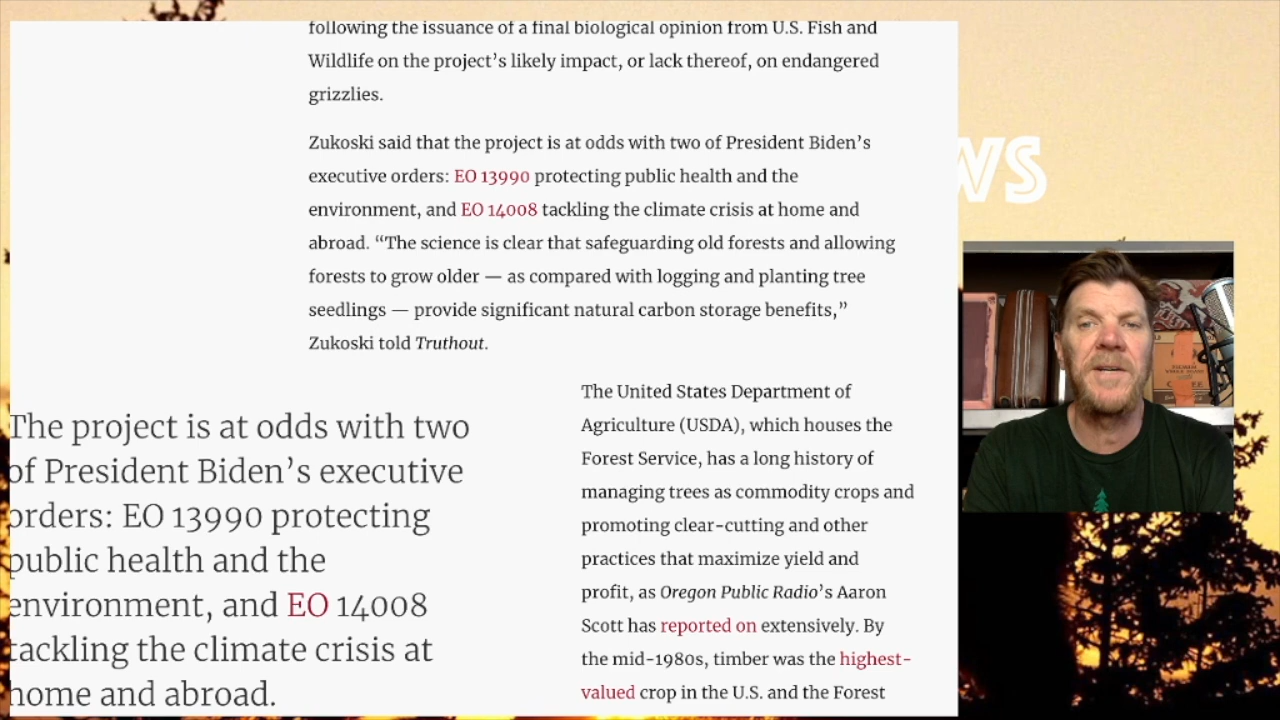 following the issuance of a final biological opinion from U.S. Fish and
Wildlife on the project’s likely impact, or lack thereof, on endangered
grizzlies.
Zukoski said that the project is at odds with two of President Biden’s
executive orders: EO 13990 protecting public health and the
environment, and EO 14008 tackling the climate crisis at home and
abroad. “The science is clear that safeguarding old forests and allowing
forests to grow older — as compared with logging and planting tree
seedlings — provide significant natural carbon storage benefits,”
Zukoski told Truthout.
The project is at odds with two
of President Biden’s executive
orders: EO 13990 protecting
public health and the
environment, and EO 14008
tackling the climate crisis at
home and abroad.
The United States Department of
Agriculture (USDA), which houses the
Forest Service, has a long history of
managing trees as commodity crops and
promoting clear-cutting and other
practices that maximize yield and
profit, as Oregon Public Radio’s Aaron
Scott has reported on extensively. By
the mid-1980s, timber was the highest-
valued crop in the U.S. and the Forest
WS